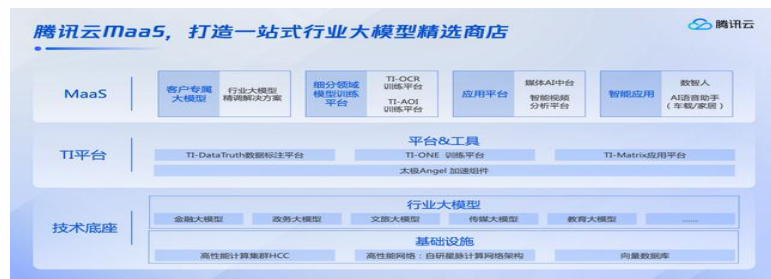 腾讯云MaaS，打造一站式行业大模型精选商店
腾讯云
MaaS
客户专属
大模型
行业大模型
精调解决方案
细分领域
模型训练
平台
TI-OCR
训练平台
TI-AOI
训练平台
应用平台
媒体AI中台
智能视频
分析平台
智能应用
数智人
AI语音助手
（车载/家居）
TI平台
平台&工具
TI-DataTruth数据标注平台
TI-ONE 训练平台
TI-Matrix应用平台
太极Angel 加速组件
技术底座
行业大模型
金融大模型
政务大模型
文旅大模型
传媒大模型
教育大模型
......
基础设施
高性能计算集群HCC
高性能网络：自研星脉计算网络架构
向量数据库